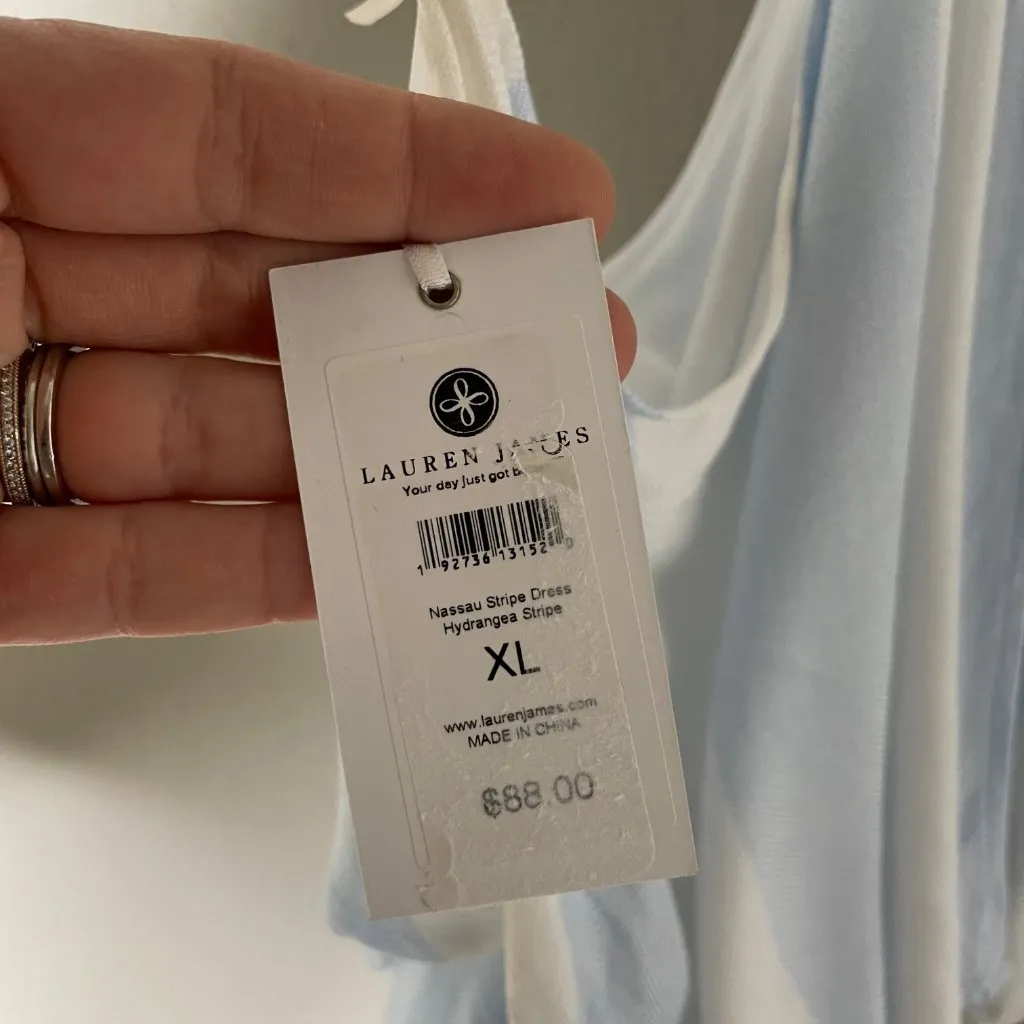 LAUREN JAMES
Your day just got
1 92736 13152 0
Nassau Stripe Dress
Hydrangea Stripe
XL
www.laurenjames.com
MADE IN CHINA
$88.00